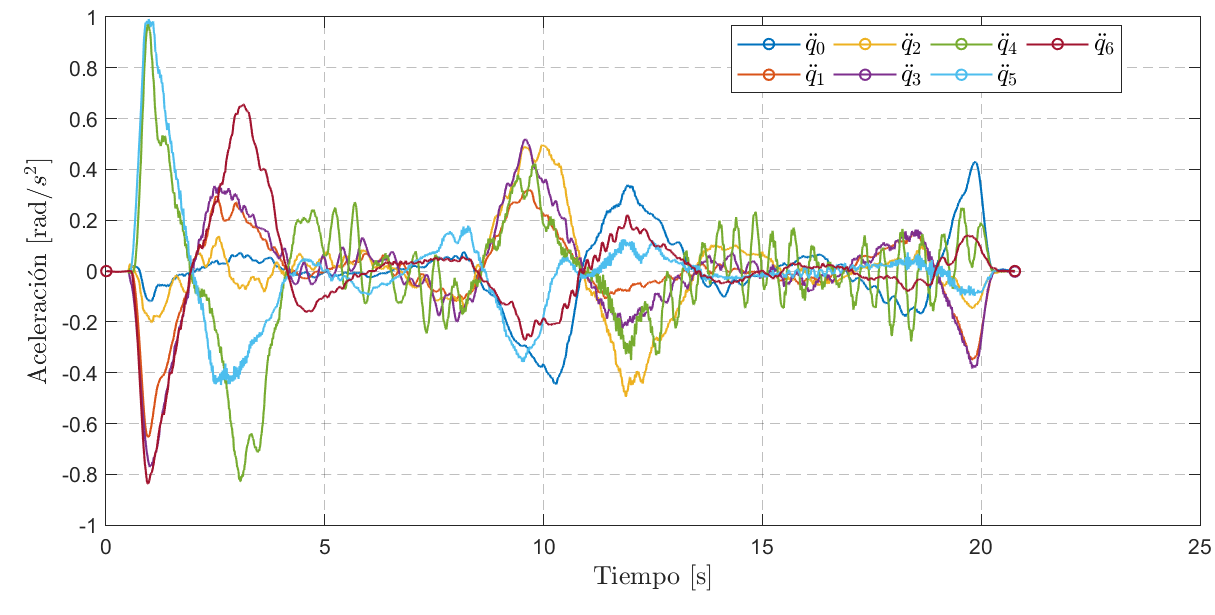 1
0.8
0.6
0.4
0.2
0
-0.2
-0.4
-0.6
-0.8
-1
Aceleración [rad/s²]
q̈₀ q̈₂ q̈₄ q̈₆
q̈₁ q̈₃ q̈₅
0 5 10 15 20 25
Tiempo [s]